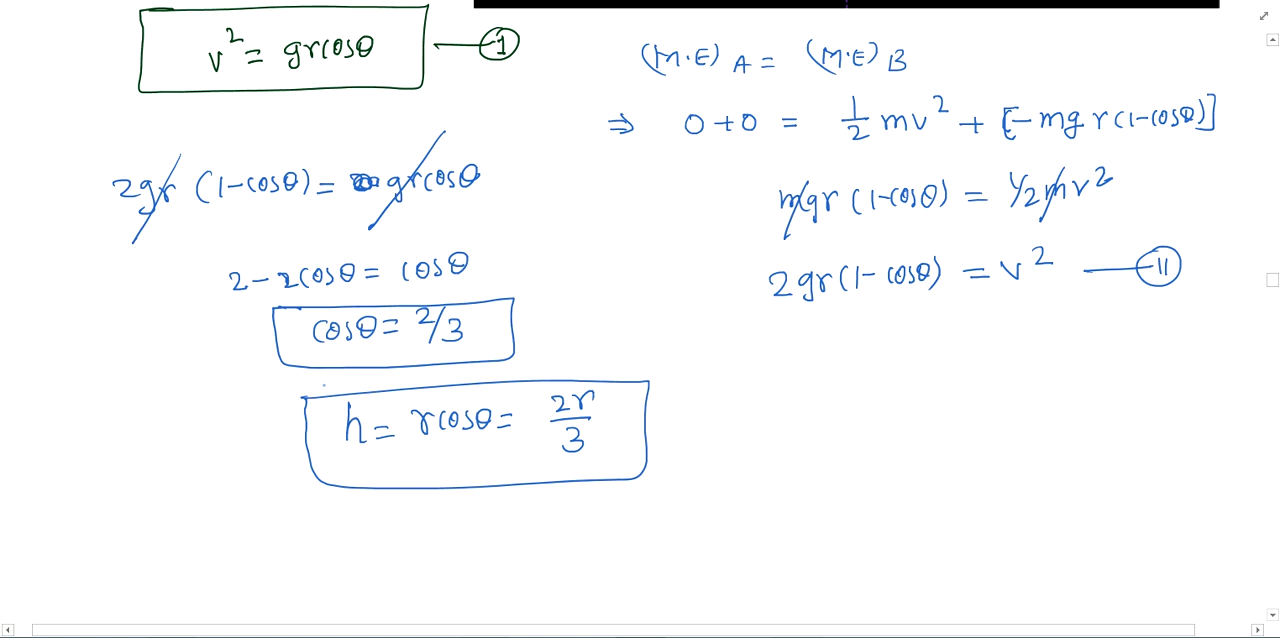 v² = grcosθ —— ①
(M.E) A = (M.E) B
⇒ 0+0 = 1/2 mv² + [-mgr(1-cosθ)]
mgr (1-cosθ) = 1/2 mv²
2gr(1-cosθ) = v² —— Ⅱ
2gr (1-cosθ) = grcosθ
2-2cosθ = cosθ
cosθ = 2/3
h = rcosθ = 2r/3